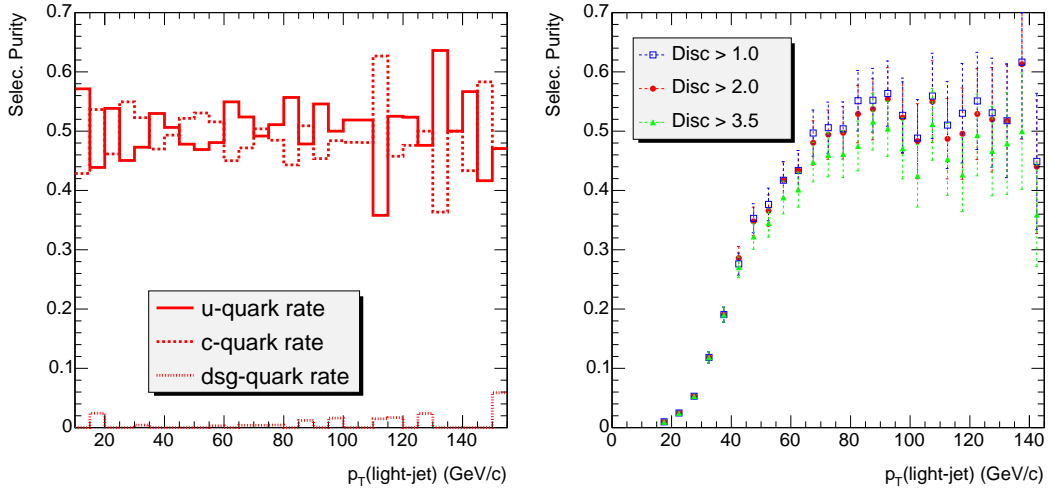 Selec. Purity
0.7
0.6
0.5
0.4
0.3
0.2
0.1
0
u-quark rate
c-quark rate
dsg-quark rate
20 40 60 80 100 120 140
p_T(light-jet) (GeV/c)
Selec. Purity
0.7
0.6
0.5
0.4
0.3
0.2
0.1
0
Disc > 1.0
Disc > 2.0
Disc > 3.5
0 20 40 60 80 100 120 140
p_T(light-jet) (GeV/c)